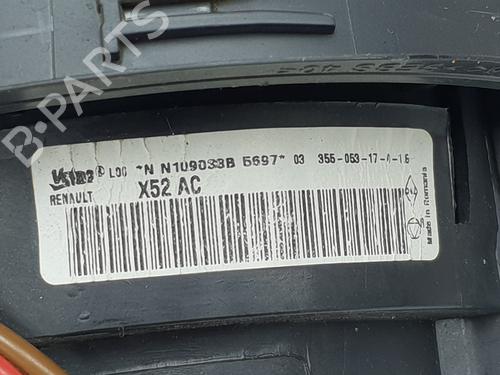 B-PARTS
Valeo® L00 *N N109033B 5697* 03 355-053-17-4-16
RENAULT X52 AC
Made in Romania